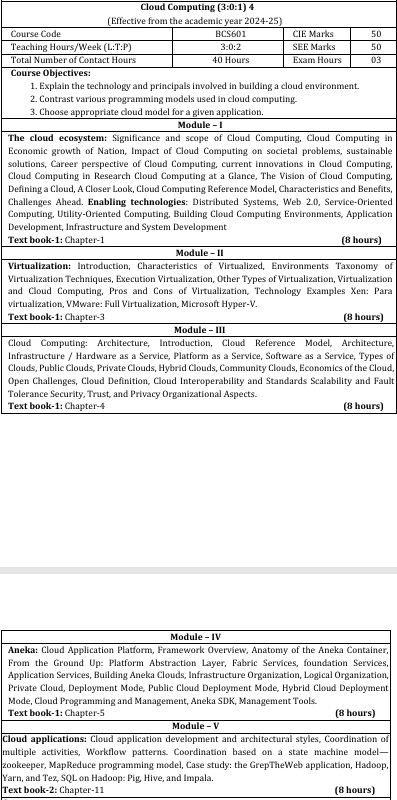 Cloud Computing (3:0:1) 4
(Effective from the academic year 2024-25)
Course Code BCS601 CIE Marks 50
Teaching Hours/Week (L:T:P) 3:0:2 SEE Marks 50
Total Number of Contact Hours 40 Hours Exam Hours 03
Course Objectives:
1. Explain the technology and principals involved in building a cloud environment.
2. Contrast various programming models used in cloud computing.
3. Choose appropriate cloud model for a given application.
Module – I
The cloud ecosystem: Significance and scope of Cloud Computing, Cloud Computing in
Economic growth of Nation, Impact of Cloud Computing on societal problems, sustainable
solutions, Career perspective of Cloud Computing, current innovations in Cloud Computing,
Cloud Computing in Research Cloud Computing at a Glance, The Vision of Cloud Computing,
Defining a Cloud, A Closer Look, Cloud Computing Reference Model, Characteristics and Benefits,
Challenges Ahead. Enabling technologies: Distributed Systems, Web 2.0, Service-Oriented
Computing, Utility-Oriented Computing, Building Cloud Computing Environments, Application
Development, Infrastructure and System Development
Text book-1: Chapter-1 (8 hours)
Module – II
Virtualization: Introduction, Characteristics of Virtualized, Environments Taxonomy of
Virtualization Techniques, Execution Virtualization, Other Types of Virtualization, Virtualization
and Cloud Computing, Pros and Cons of Virtualization, Technology Examples Xen: Para
virtualization, VMware: Full Virtualization, Microsoft Hyper-V.
Text book-1: Chapter-3 (8 hours)
Module – III
Cloud Computing: Architecture, Introduction, Cloud Reference Model, Architecture,
Infrastructure / Hardware as a Service, Platform as a Service, Software as a Service, Types of
Clouds, Public Clouds, Private Clouds, Hybrid Clouds, Community Clouds, Economics of the Cloud,
Open Challenges, Cloud Definition, Cloud Interoperability and Standards Scalability and Fault
Tolerance Security, Trust, and Privacy Organizational Aspects.
Text book-1: Chapter-4 (8 hours)
Module – IV
Aneka: Cloud Application Platform, Framework Overview, Anatomy of the Aneka Container,
From the Ground Up: Platform Abstraction Layer, Fabric Services, foundation Services,
Application Services, Building Aneka Clouds, Infrastructure Organization, Logical Organization,
Private Cloud, Deployment Mode, Public Cloud Deployment Mode, Hybrid Cloud Deployment
Mode, Cloud Programming and Management, Aneka SDK, Management Tools.
Text book-1: Chapter-5 (8 hours)
Module – V
Cloud applications: Cloud application development and architectural styles, Coordination of
multiple activities, Workflow patterns. Coordination based on a state machine model—
zookeeper, MapReduce programming model, Case study: the GrepTheWeb application, Hadoop,
Yarn, and Tez, SQL on Hadoop: Pig, Hive, and Impala.
Text book-2: Chapter-11 (8 hours)